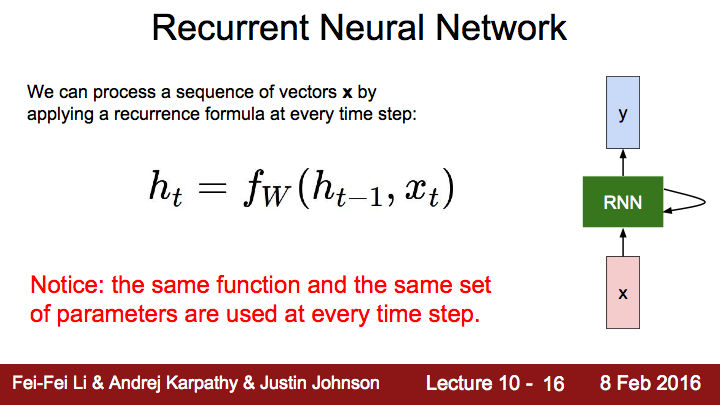 Recurrent Neural Network
We can process a sequence of vectors x by
applying a recurrence formula at every time step:
h_t = f_W(h_{t-1}, x_t)
y
RNN
x
Notice: the same function and the same set
of parameters are used at every time step.
Fei-Fei Li & Andrej Karpathy & Justin Johnson Lecture 10 - 16 8 Feb 2016